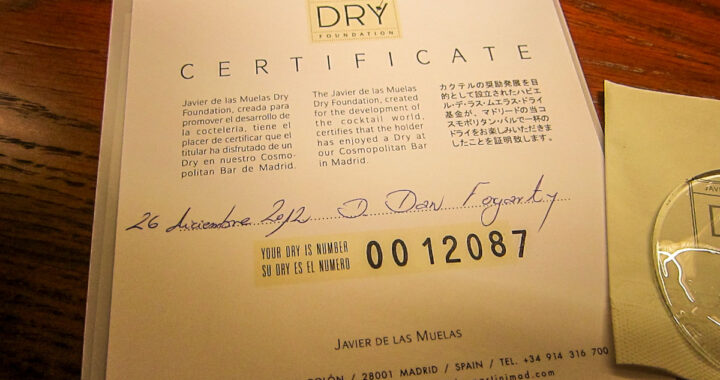 DRY
FOUNDATION
CERTIFICATE
Javier de las Muelas Dry
Foundation, creada para
promover el desarrollo de
la coctelería, tiene el
placer de certificar que el
titular ha disfrutado de un
Dry en nuestro Cosmo-
politan Bar de Madrid.
The Javier de las Muelas
Dry Foundation, created
for the development of
the cocktail world,
certifies that the holder
has enjoyed a Dry at
our Cosmopolitan Bar
in Madrid.
カクテルの奨励発展を目
的として設立されたハビエ
ル・デ・ラス・ムエラス・ドライ
基金が、マドリードの当コ
スモポリタン・バルで一杯の
ドライをお楽しみいただきま
したことを証明致します。
26 diciembre 2012 D. Dan Fogarty
YOUR DRY IS NUMBER
SU DRY ES EL NUMERO
0012087
JAVIER DE LAS MUELAS
/ 28001 MADRID / SPAIN / TEL. +34 914 316 700